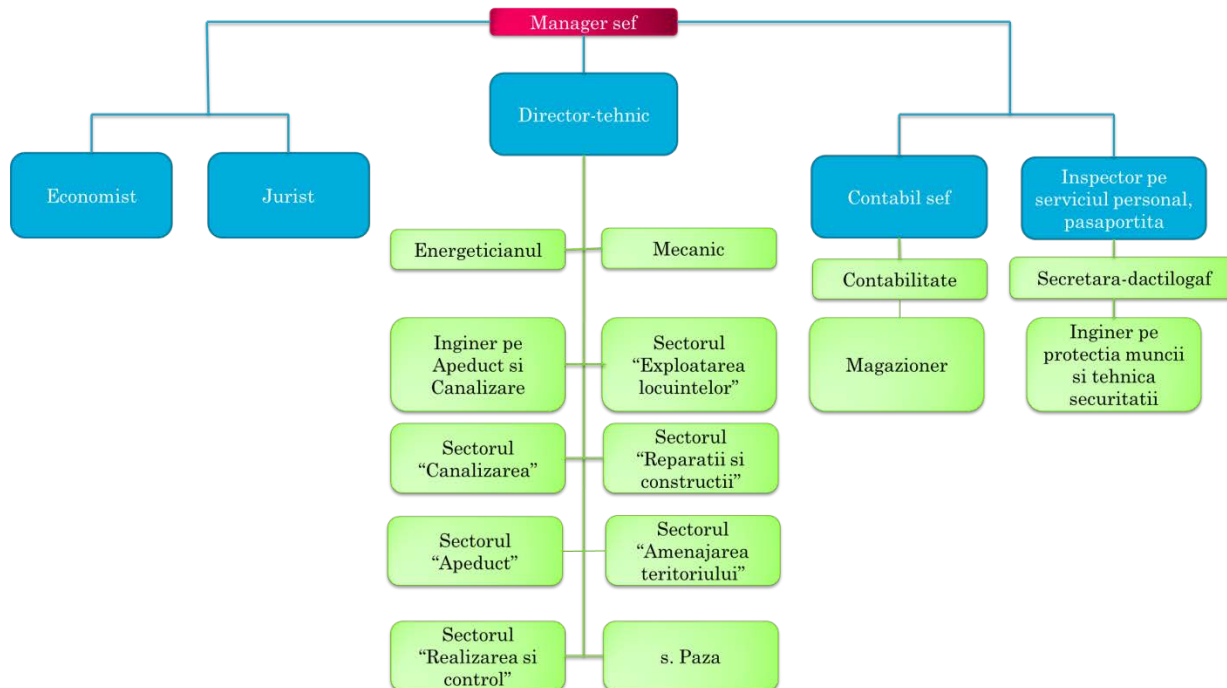 Manager sef
Director-tehnic
Economist
Jurist
Contabil sef
Inspector pe
serviciul personal,
pasaportita
Energeticianul
Mecanic
Contabilitate
Secretara-dactilogaf
Inginer pe
Apeduct si
Canalizare
Sectorul
“Exploatarea
locuintelor”
Magazioner
Inginer pe
protectia muncii
si tehnica
securitatii
Sectorul
“Canalizarea”
Sectorul
“Reparatii si
constructii”
Sectorul
“Apeduct”
Sectorul
“Amenajarea
teritoriului”
Sectorul
“Realizarea si
control”
s. Paza